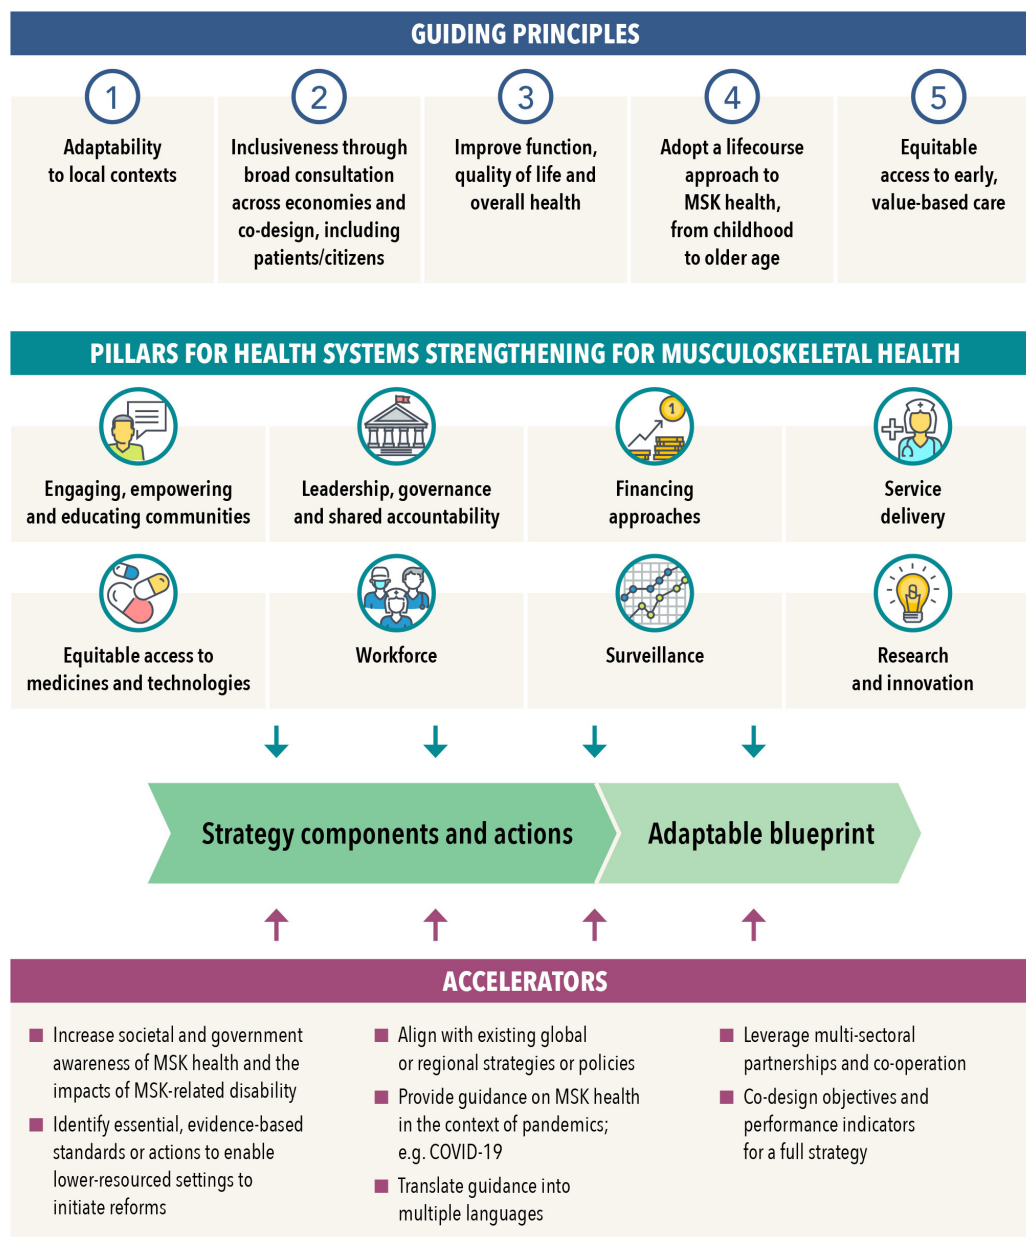 GUIDING PRINCIPLES
1
Adaptability
to local contexts
2
Inclusiveness through
broad consultation
across economies and
co-design, including
patients/citizens
3
Improve function,
quality of life and
overall health
4
Adopt a lifecourse
approach to
MSK health,
from childhood
to older age
5
Equitable
access to early,
value-based care
PILLARS FOR HEALTH SYSTEMS STRENGTHENING FOR MUSCULOSKELETAL HEALTH
Engaging, empowering
and educating communities
Leadership, governance
and shared accountability
1
Financing
approaches
Service
delivery
Equitable access to
medicines and technologies
Workforce
Surveillance
Research
and innovation
Strategy components and actions
Adaptable blueprint
ACCELERATORS
Increase societal and government
awareness of MSK health and the
impacts of MSK-related disability
Identify essential, evidence-based
standards or actions to enable
lower-resourced settings to
initiate reforms
Align with existing global
or regional strategies or policies
Provide guidance on MSK health
in the context of pandemics;
e.g. COVID-19
Translate guidance into
multiple languages
Leverage multi-sectoral
partnerships and co-operation
Co-design objectives and
performance indicators
for a full strategy